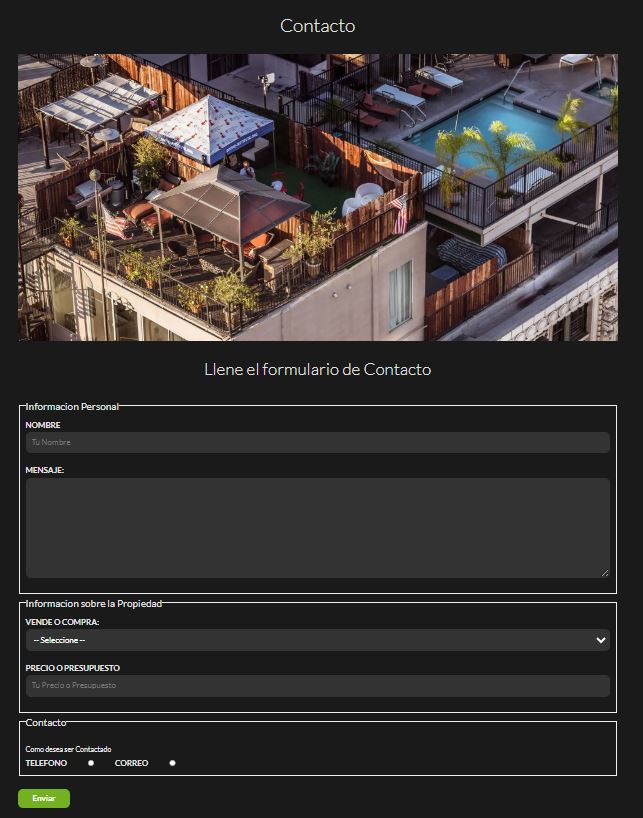 Contacto
Llene el formulario de Contacto
Informacion Personal
NOMBRE
Tu Nombre
MENSAJE:
Informacion sobre la Propiedad
VENDE O COMPRA:
-- Seleccione --
PRECIO O PRESUPUESTO
Tu Precio o Presupuesto
Contacto
Como desea ser Contactado
TELEFONO CORREO
Enviar